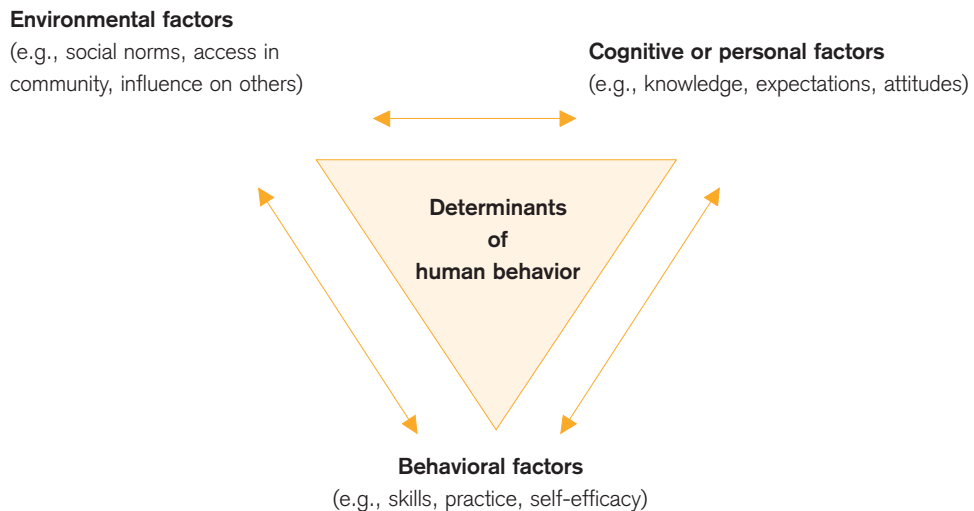 Environmental factors
(e.g., social norms, access in
community, influence on others)
Cognitive or personal factors
(e.g., knowledge, expectations, attitudes)
Determinants
of
human behavior
Behavioral factors
(e.g., skills, practice, self-efficacy)